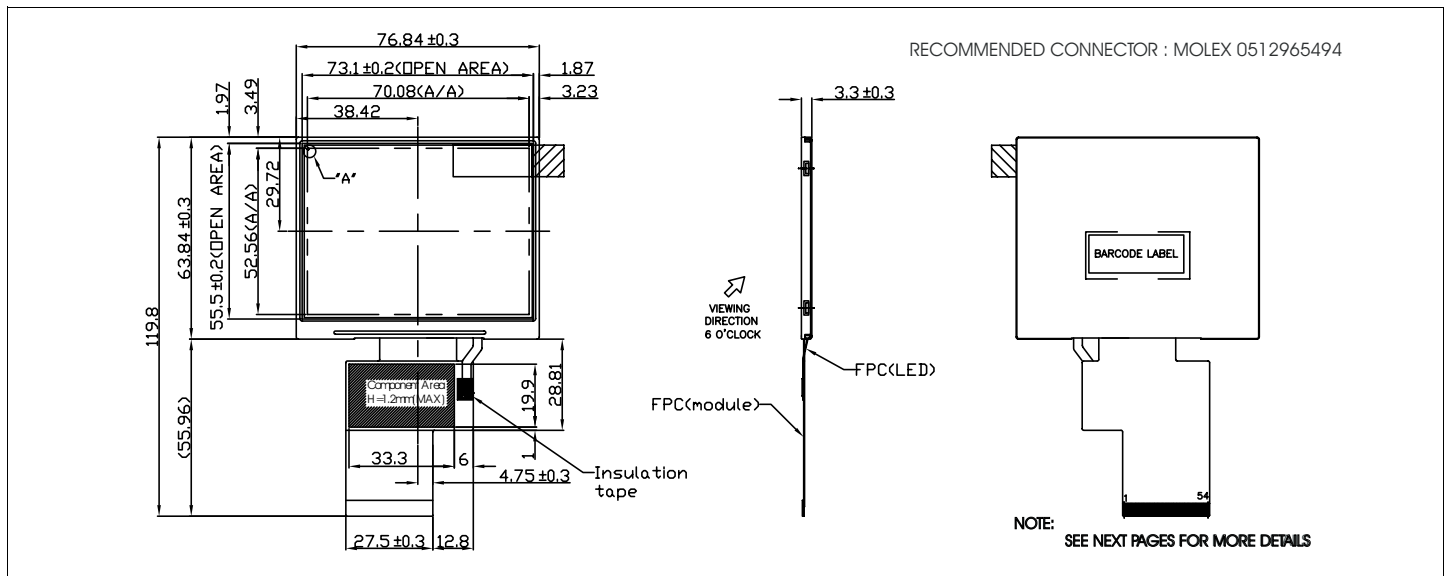 RECOMMENDED CONNECTOR : MOLEX 0512965494
76.84 ±0.3
73.1 ±0.2(OPEN AREA)
1.87
70.08(A/A)
3.23
38.42
1.97
3.49
"A"
29.72
52.56(A/A)
55.5 ±0.2(OPEN AREA)
63.84 ±0.3
119.8
(55.96)
Component Area
H=1.2mm(MAX)
19.9
28.81
33.3
6
1
4.75 ±0.3
Insulation
tape
27.5 ±0.3
12.8
3.3 ±0.3
VIEWING
DIRECTION
6 O'CLOCK
FPC(LED)
FPC(module)
BARCODE LABEL
1
54
NOTE:
SEE NEXT PAGES FOR MORE DETAILS